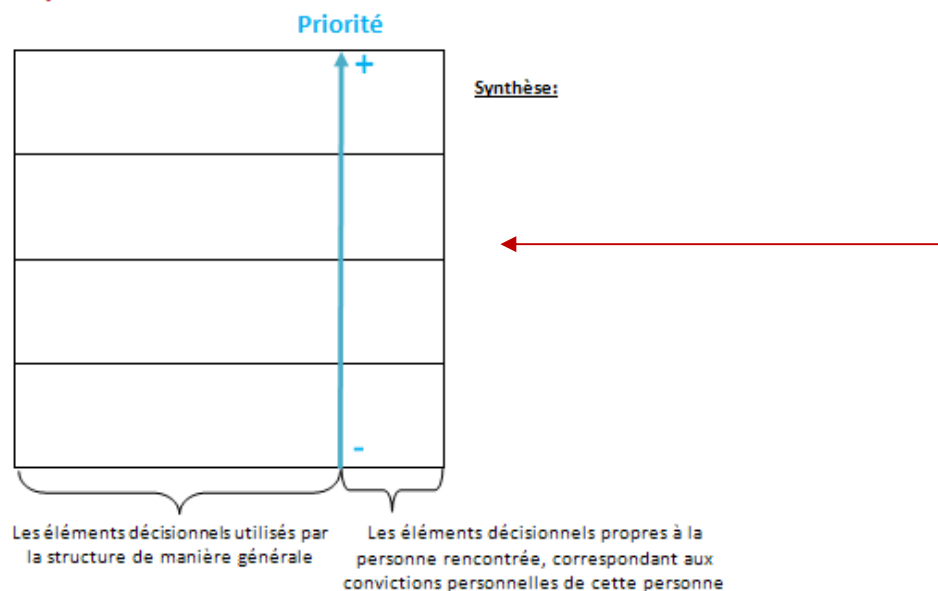 Priorité
+
Synthèse:
-
Les éléments décisionnels utilisés par
la structure de manière générale
Les éléments décisionnels propres à la
personne rencontrée, correspondant aux
convictions personnelles de cette personne